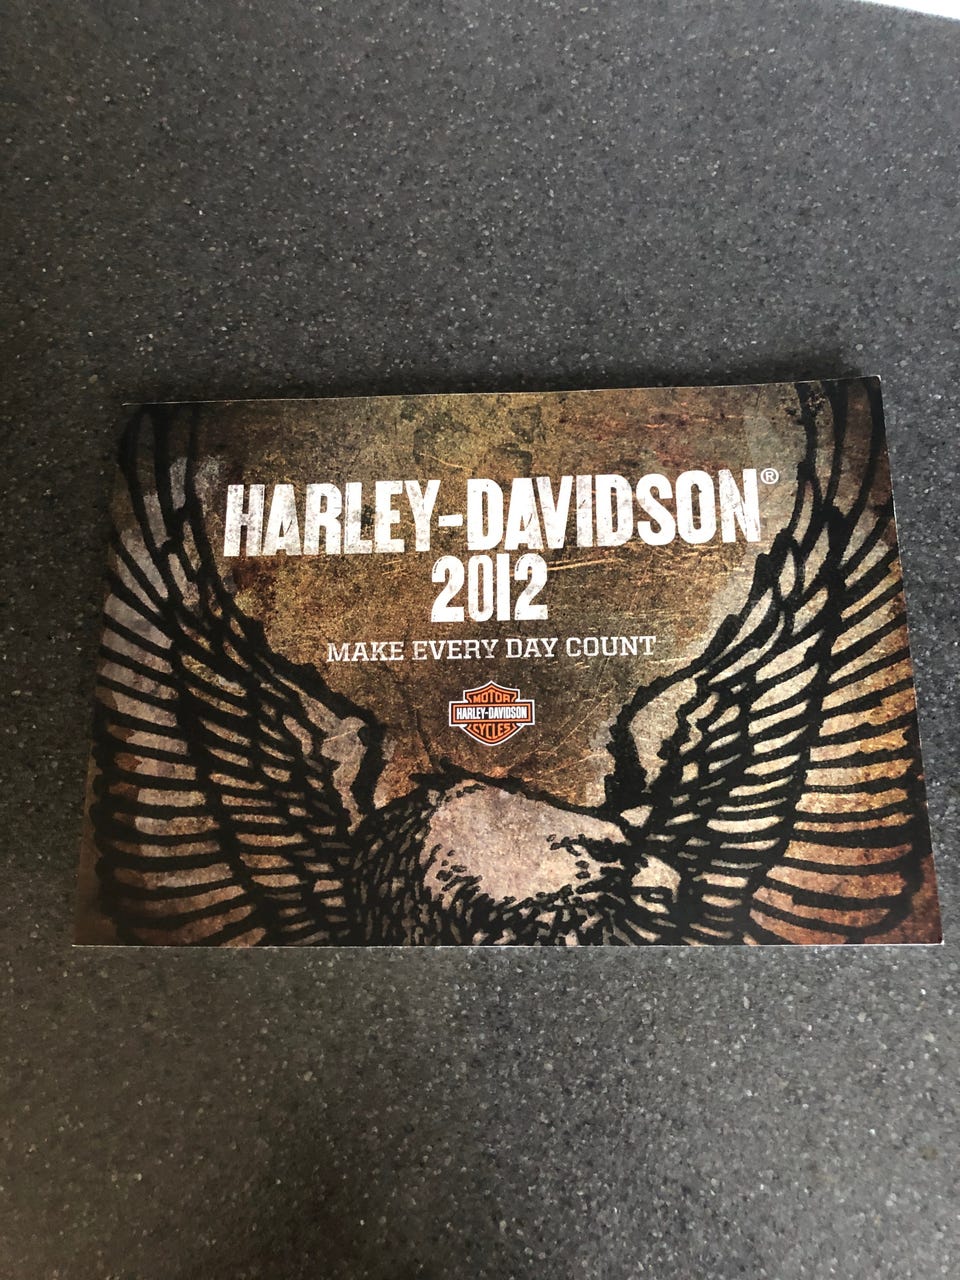 HARLEY-DAVIDSON®
2012
MAKE EVERY DAY COUNT
MOTOR
HARLEY-DAVIDSON
CYCLES